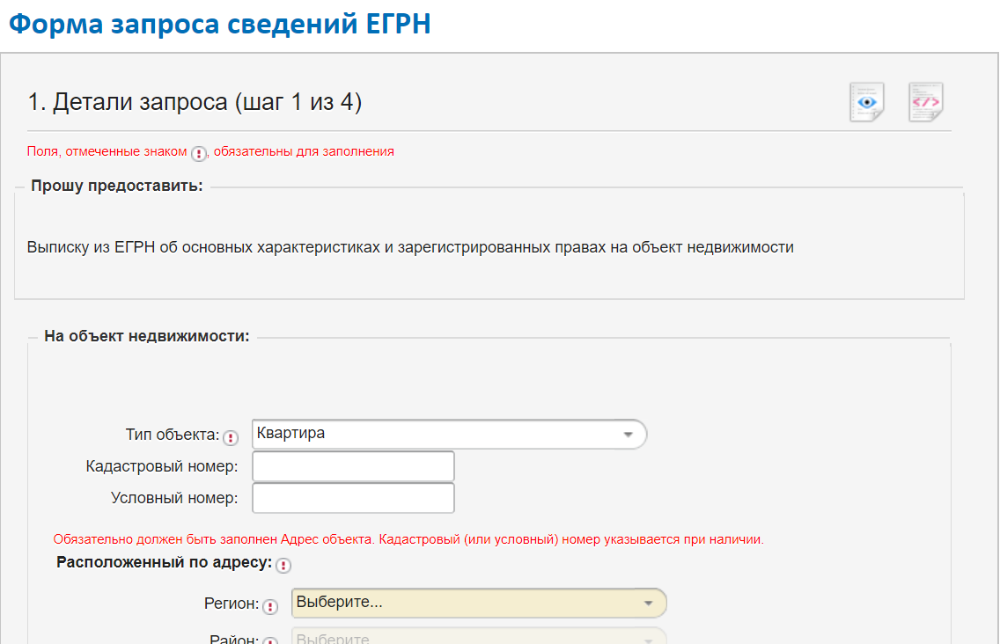 Форма запроса сведений ЕГРН
1. Детали запроса (шаг 1 из 4)
Поля, отмеченные знаком !, обязательны для заполнения
Прошу предоставить:
Выписку из ЕГРН об основных характеристиках и зарегистрированных правах на объект недвижимости
На объект недвижимости:
Тип объекта: ! Квартира
Кадастровый номер:
Условный номер:
Обязательно должен быть заполнен Адрес объекта. Кадастровый (или условный) номер указывается при наличии.
Расположенный по адресу: !
Регион: ! Выберите...
Район: ! Выберите